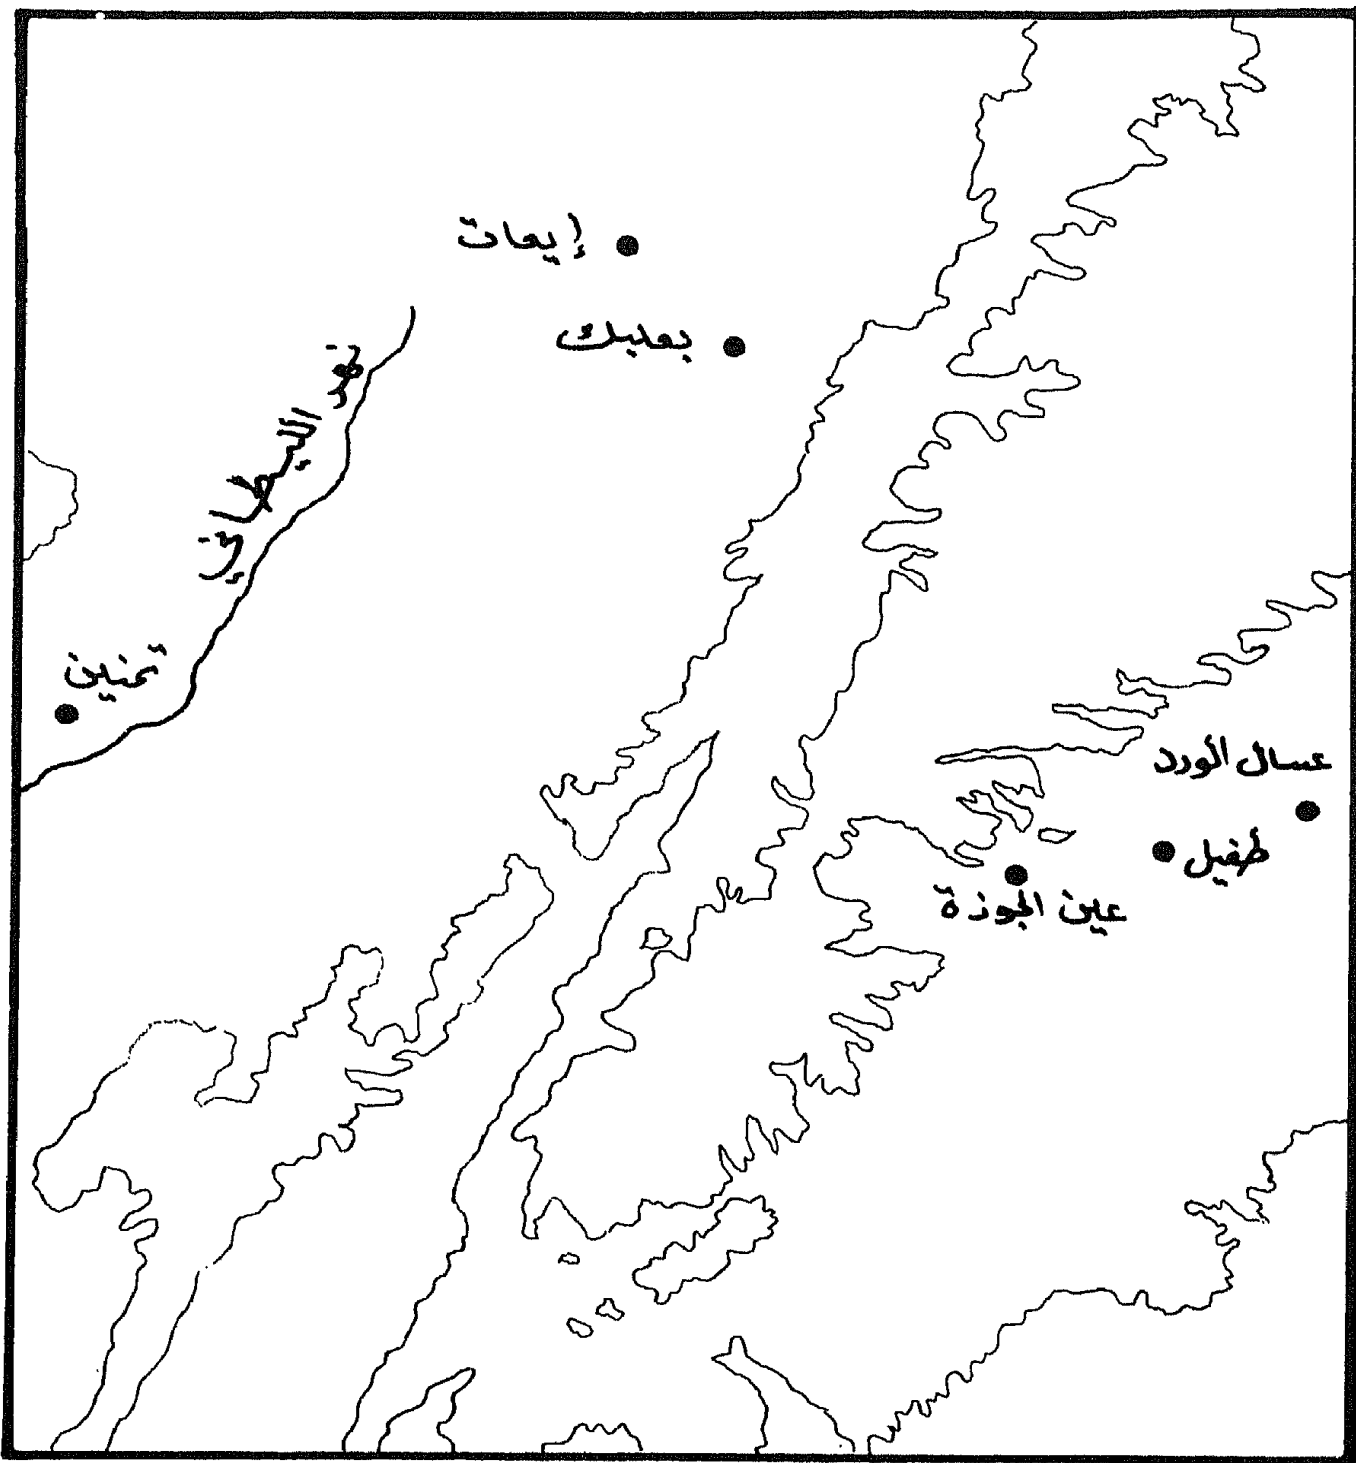 إيعات
بعلبك
نهر الليطاني
تمنين
عسال الورد
طفيل
عين الجوزة